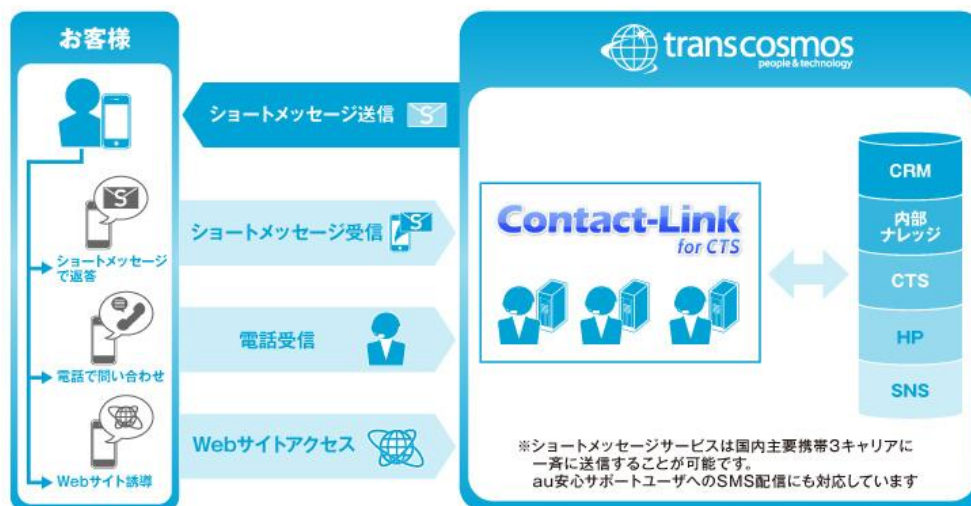 お客様
ショートメッセージ
で返答
電話で問い合わせ
Webサイト誘導
ショートメッセージ送信
S
ショートメッセージ受信
S
電話受信
Webサイトアクセス
transcosmos
people & technology
Contact-Link
for CTS
CRM
内部
ナレッジ
CTS
HP
SNS
※ショートメッセージサービスは国内主要携帯3キャリアに
一斉に送信することが可能です。
au安心サポートユーザへのSMS配信にも対応しています